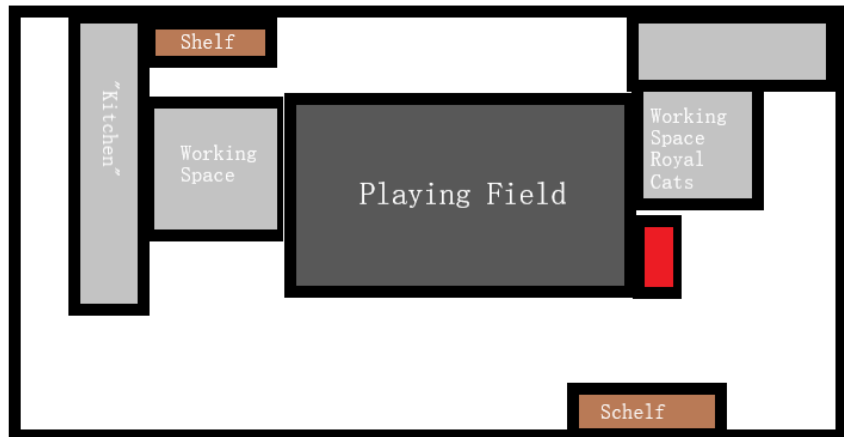 Shelf
"Kitchen"
Working
Space
Playing Field
Working
Space
Royal
Cats
Schelf